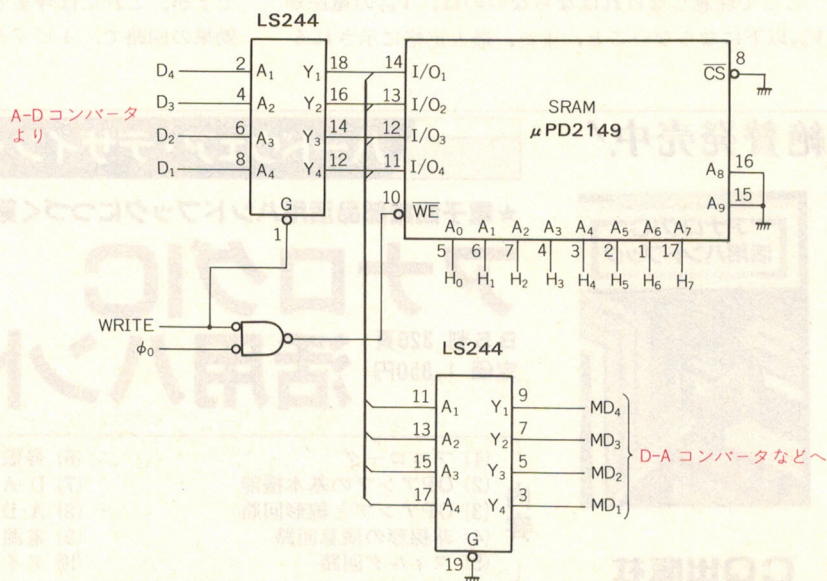 LS244
D₄ 2 A₁ Y₁ 18 14 I/O₁
D₃ 4 A₂ Y₂ 16 13 I/O₂
D₂ 6 A₃ Y₃ 14 12 I/O₃
D₁ 8 A₄ Y₄ 12 11 I/O₄
A-Dコンバータ
より
G
1
SRAM
μPD2149
C̅S̅ 8
A₈ 16
A₉ 15
10 W̅E̅
A₀ A₁ A₂ A₃ A₄ A₅ A₆ A₇
5 6 7 4 3 2 1 17
H₀ H₁ H₂ H₃ H₄ H₅ H₆ H₇
WRITE
φ₀
LS244
11 A₁ Y₁ 9 MD₄
13 A₂ Y₂ 7 MD₃
15 A₃ Y₃ 5 MD₂
17 A₄ Y₄ 3 MD₁
D-Aコンバータなどへ
G
19